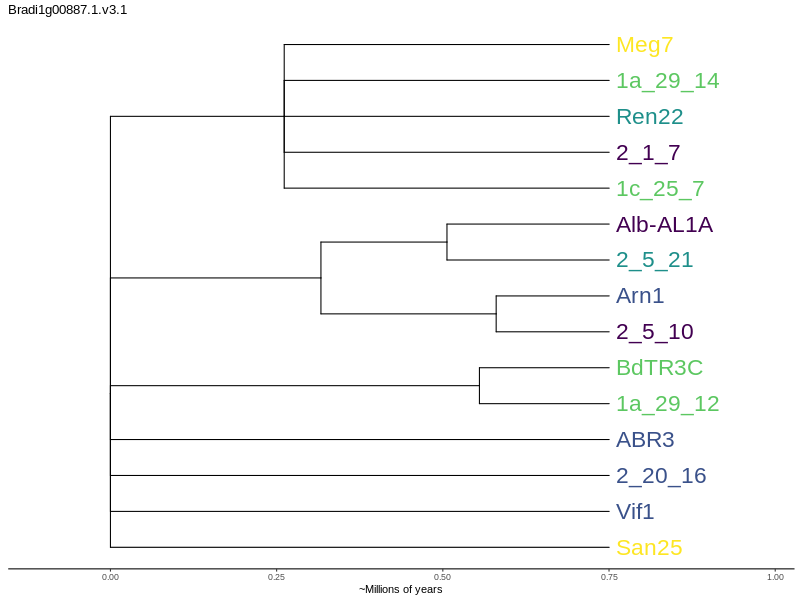 Bradi1g00887.1.v3.1
Meg7
1a_29_14
Ren22
2_1_7
1c_25_7
Alb-AL1A
2_5_21
Arn1
2_5_10
BdTR3C
1a_29_12
ABR3
2_20_16
Vif1
San25
0.00 0.25 0.50 0.75 1.00
~Millions of years